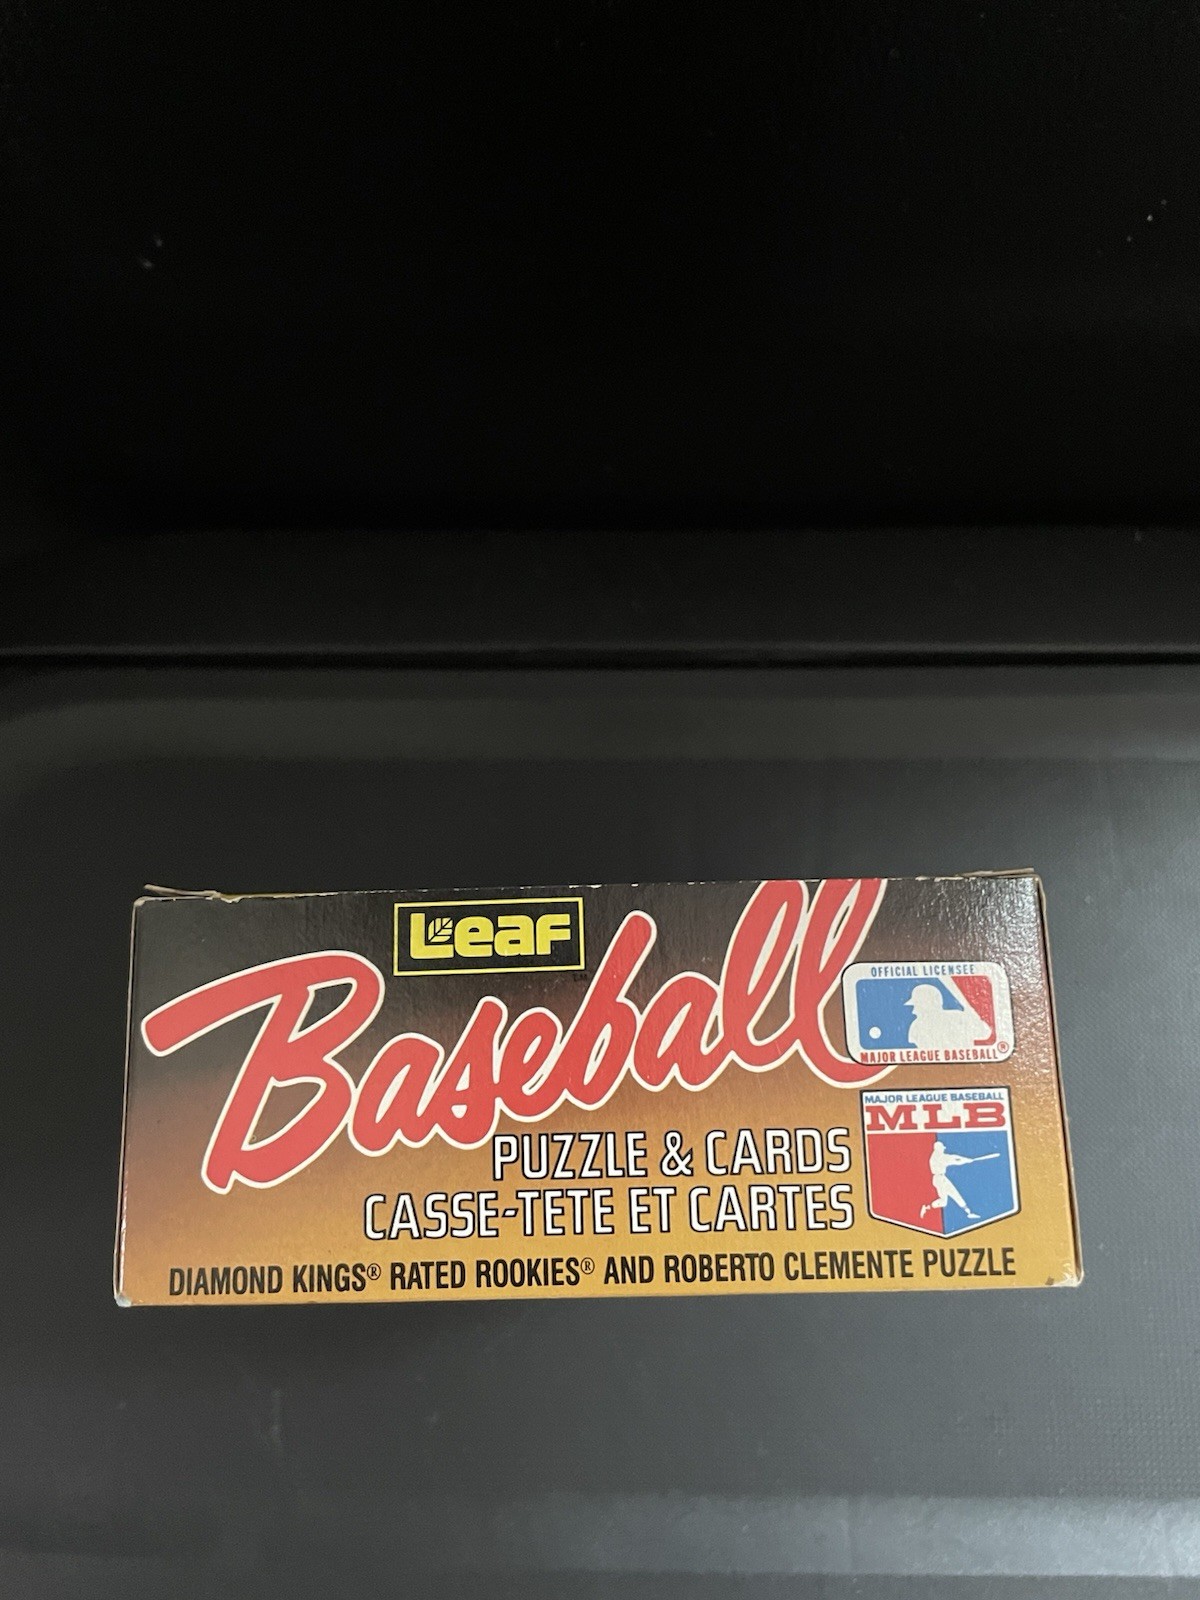 Leaf
Baseball
OFFICIAL LICENSEE
MAJOR LEAGUE BASEBALL®
MAJOR LEAGUE BASEBALL
MLB
PUZZLE & CARDS
CASSE-TETE ET CARTES
DIAMOND KINGS® RATED ROOKIES® AND ROBERTO CLEMENTE PUZZLE